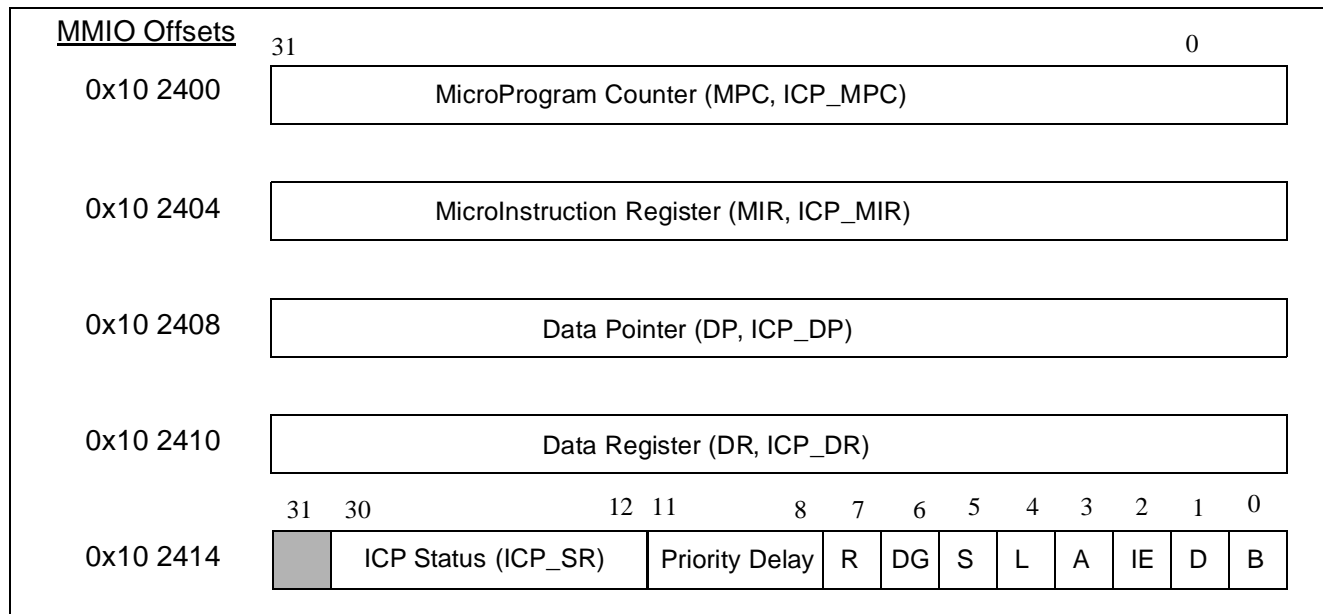 MMIO Offsets
31 0
0x10 2400 MicroProgram Counter (MPC, ICP_MPC)
0x10 2404 MicroInstruction Register (MIR, ICP_MIR)
0x10 2408 Data Pointer (DP, ICP_DP)
0x10 2410 Data Register (DR, ICP_DR)
31 30 12 11 8 7 6 5 4 3 2 1 0
0x10 2414 ICP Status (ICP_SR) Priority Delay R DG S L A IE D B